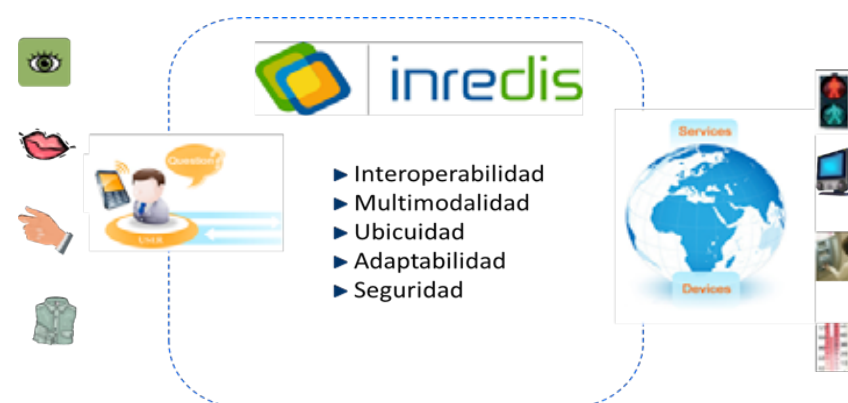 inredis
Question?
USER
Interoperabilidad
Multimodalidad
Ubicuidad
Adaptabilidad
Seguridad
Services
Devices